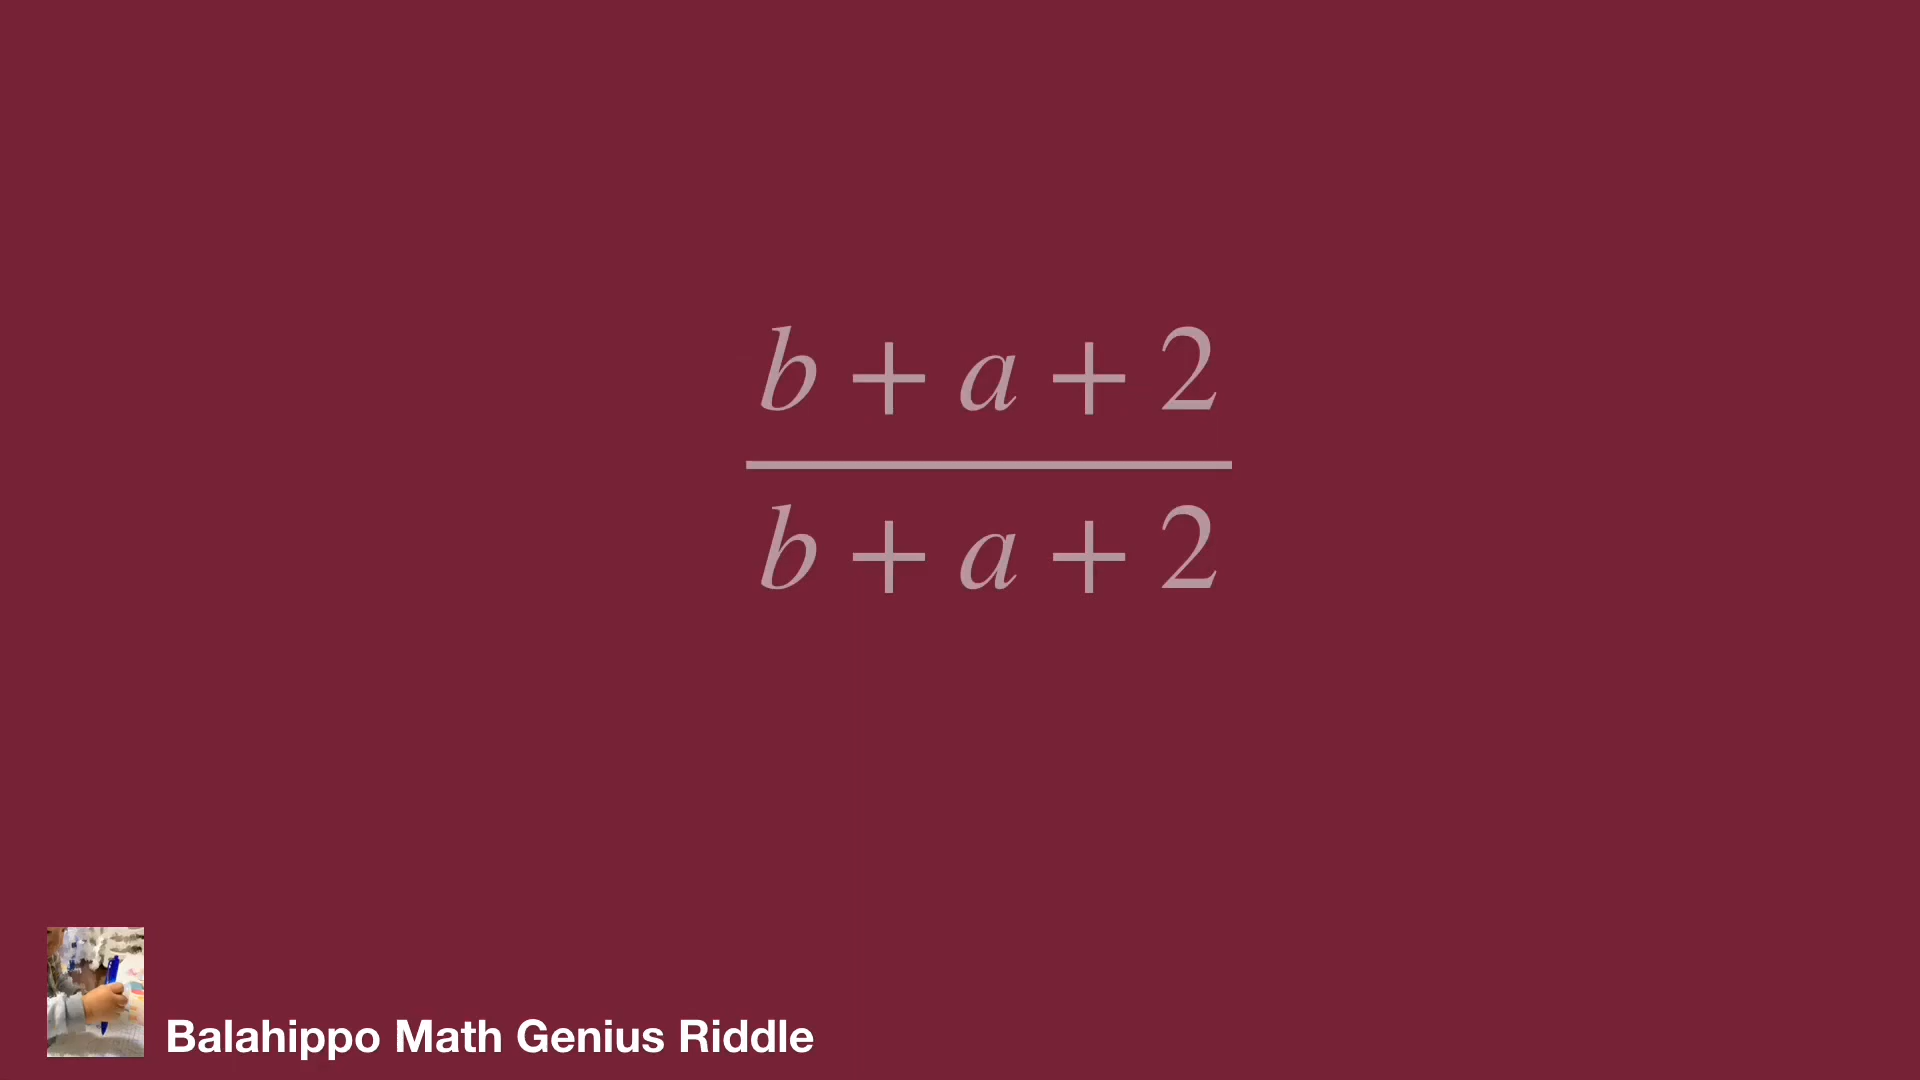 b + a + 2
b + a + 2
Balahippo Math Genius Riddle